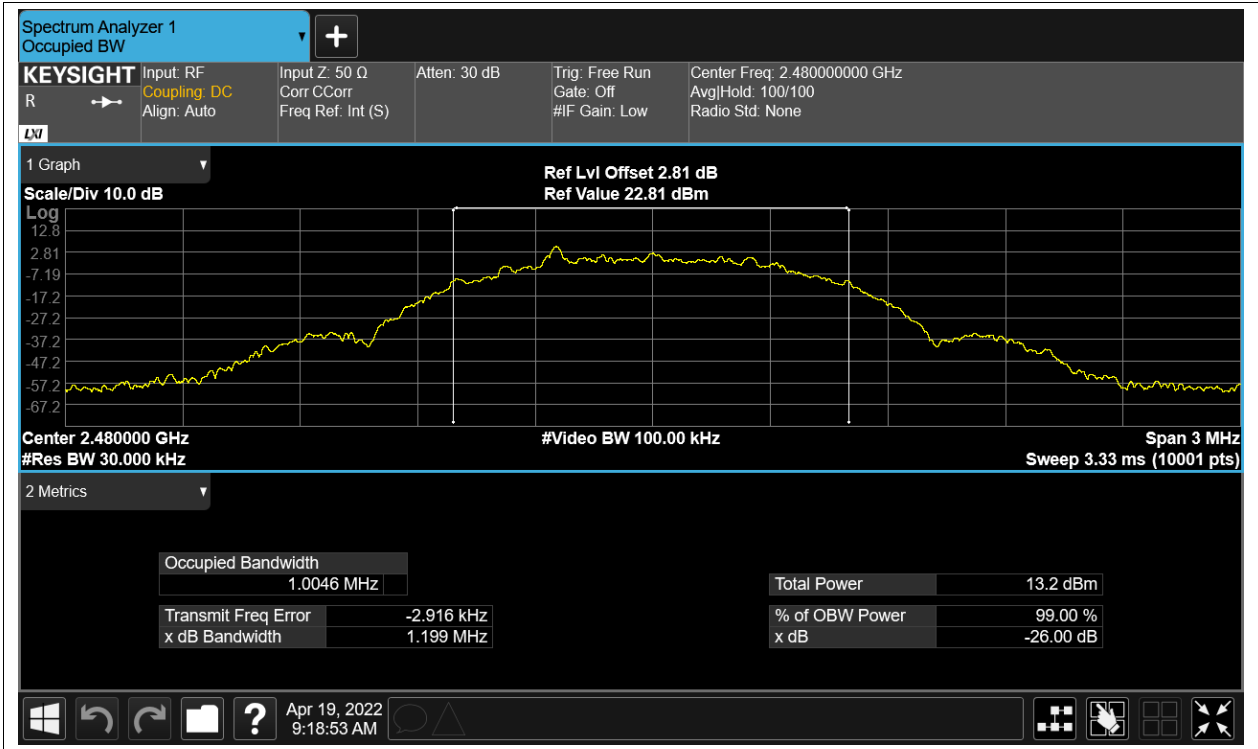 Spectrum Analyzer 1
Occupied BW
+
KEYSIGHT
R
LXI
Input: RF
Coupling: DC
Align: Auto
Input Z: 50 Ω
Corr CCorr
Freq Ref: Int (S)
Atten: 30 dB
Trig: Free Run
Gate: Off
#IF Gain: Low
Center Freq: 2.480000000 GHz
Avg|Hold: 100/100
Radio Std: None
1 Graph
Ref Lvl Offset 2.81 dB
Scale/Div 10.0 dB
Ref Value 22.81 dBm
Log
12.8
2.81
-7.19
-17.2
-27.2
-37.2
-47.2
-57.2
-67.2
Center 2.480000 GHz
#Video BW 100.00 kHz
Span 3 MHz
#Res BW 30.000 kHz
Sweep 3.33 ms (10001 pts)
2 Metrics
Occupied Bandwidth
1.0046 MHz
Total Power 13.2 dBm
Transmit Freq Error -2.916 kHz
% of OBW Power 99.00 %
x dB Bandwidth 1.199 MHz
x dB -26.00 dB
?
Apr 19, 2022
9:18:53 AM